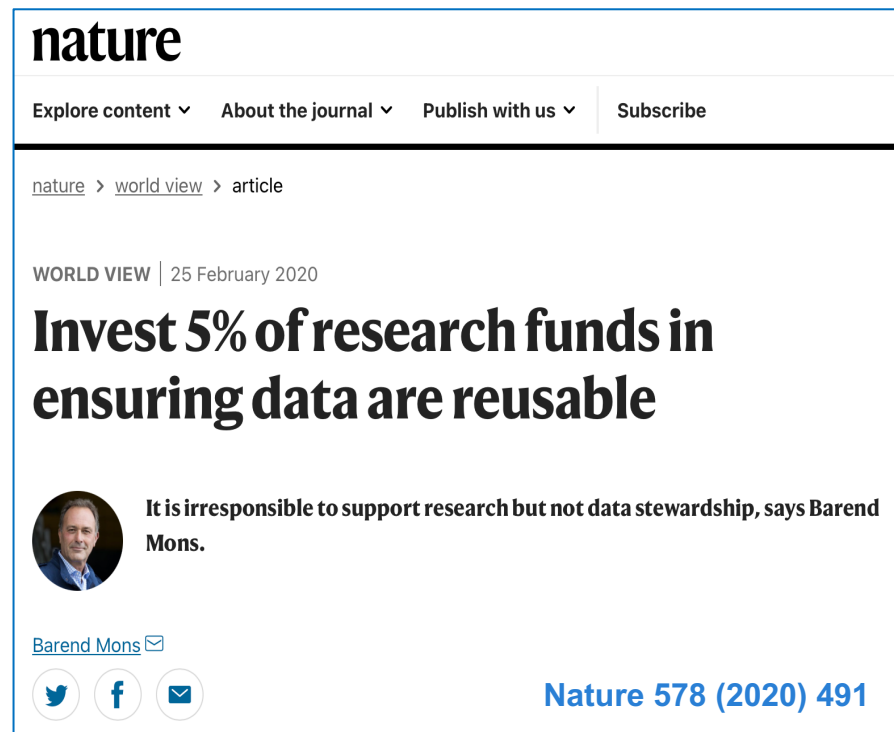 nature
Explore content About the journal Publish with us Subscribe
nature > world view > article
WORLD VIEW | 25 February 2020
Invest 5% of research funds in
ensuring data are reusable
It is irresponsible to support research but not data stewardship, says Barend
Mons.
Barend Mons
Nature 578 (2020) 491